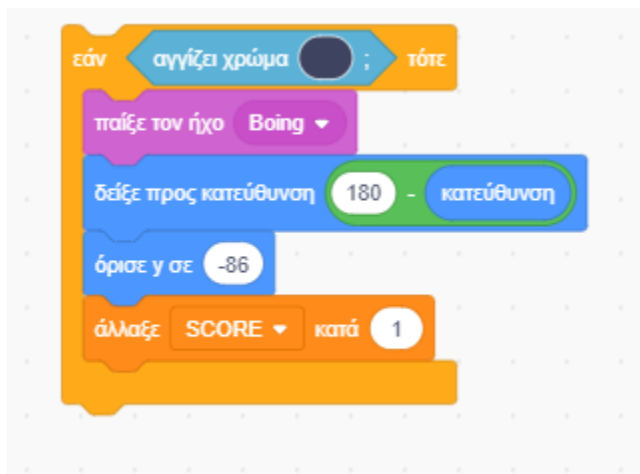 εάν αγγίζει χρώμα ; τότε
παίξε τον ήχο Boing
δείξε προς κατεύθυνση 180 - κατεύθυνση
όρισε y σε -86
άλλαξε SCORE κατά 1